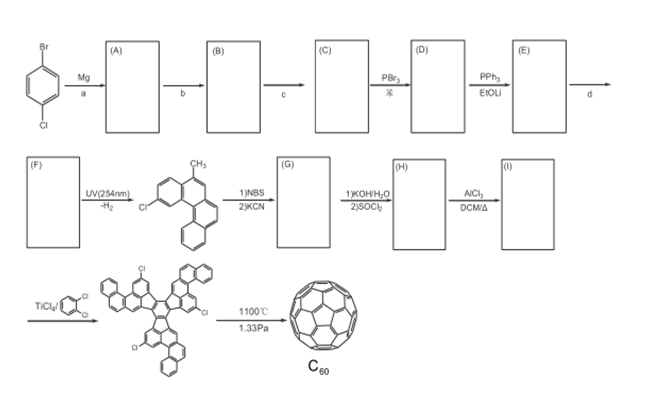 Br
Cl
Mg
a
(A)
b
(B)
c
(C)
PBr3
苯
(D)
PPh3
EtOLi
(E)
d
(F)
UV(254nm)
-H2
CH3
Cl
1)NBS
2)KCN
(G)
1)KOH/H2O
2)SOCl2
(H)
AlCl3
DCM/Δ
(I)
TiCl4/
Cl
Cl
Cl
Cl
Cl
1100℃
1.33Pa
C60